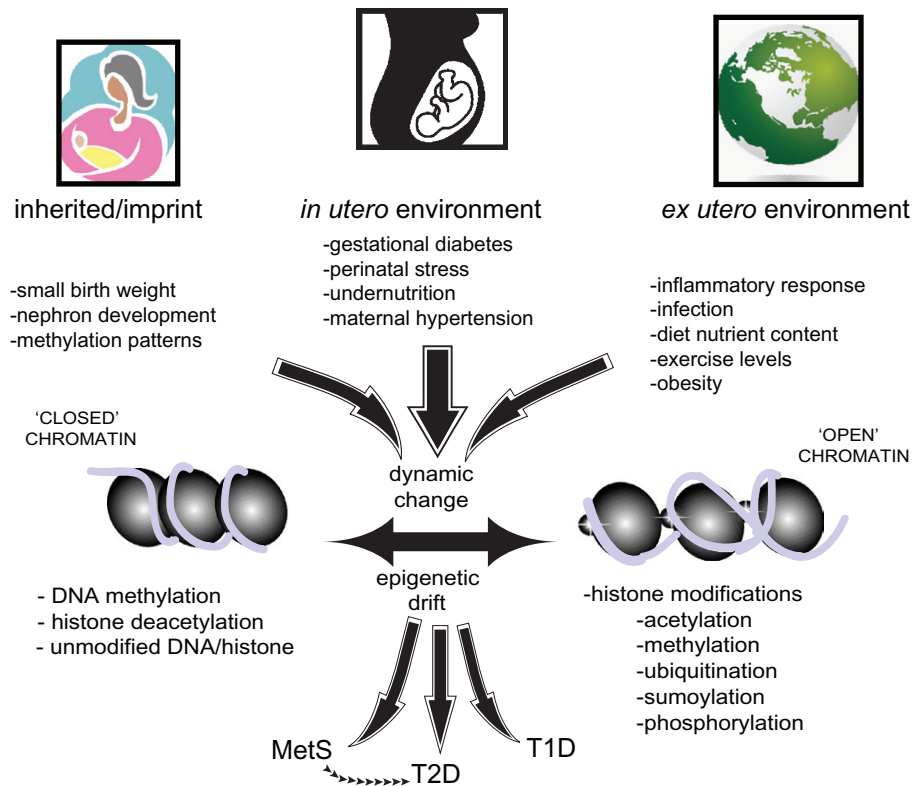 inherited/imprint
-small birth weight
-nephron development
-methylation patterns
in utero environment
-gestational diabetes
-perinatal stress
-undernutrition
-maternal hypertension
ex utero environment
-inflammatory response
-infection
-diet nutrient content
-exercise levels
-obesity
‘CLOSED’
CHROMATIN
dynamic
change
‘OPEN’
CHROMATIN
epigenetic
drift
- DNA methylation
- histone deacetylation
- unmodified DNA/histone
-histone modifications
-acetylation
-methylation
-ubiquitination
-sumoylation
-phosphorylation
MetS
T2D
T1D